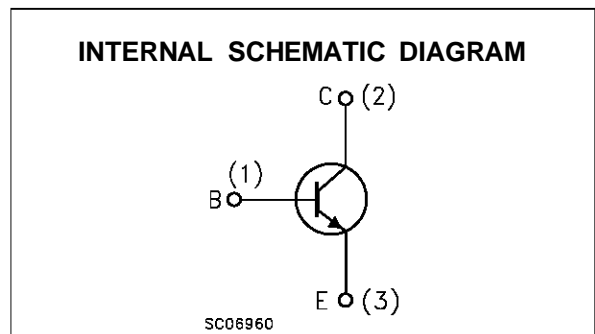 INTERNAL SCHEMATIC DIAGRAM
C (2)
(1)
B
E (3)
SC06960